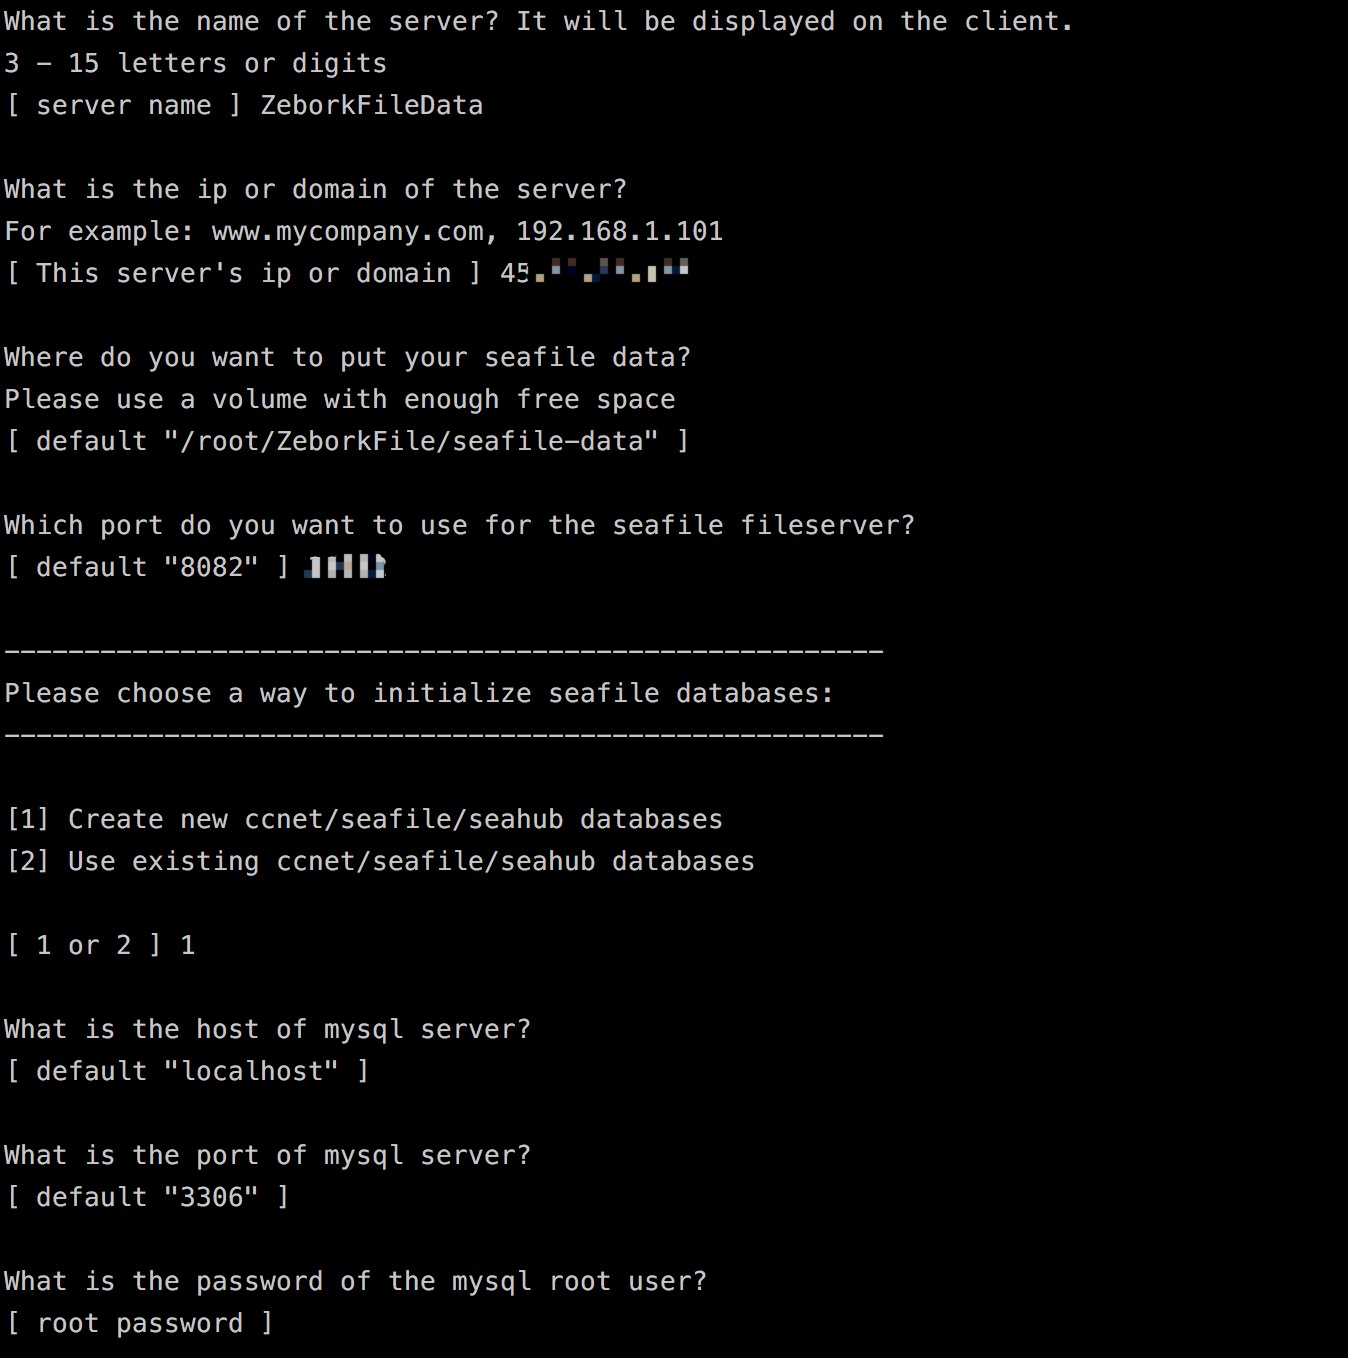 What is the name of the server? It will be displayed on the client.
3 - 15 letters or digits
[ server name ] ZeborkFileData
What is the ip or domain of the server?
For example: www.mycompany.com, 192.168.1.101
[ This server's ip or domain ] 45
Where do you want to put your seafile data?
Please use a volume with enough free space
[ default "/root/ZeborkFile/seafile-data" ]
Which port do you want to use for the seafile fileserver?
[ default "8082" ]
-------------------------------------------------------
Please choose a way to initialize seafile databases:
-------------------------------------------------------
[1] Create new ccnet/seafile/seahub databases
[2] Use existing ccnet/seafile/seahub databases
[ 1 or 2 ] 1
What is the host of mysql server?
[ default "localhost" ]
What is the port of mysql server?
[ default "3306" ]
What is the password of the mysql root user?
[ root password ]